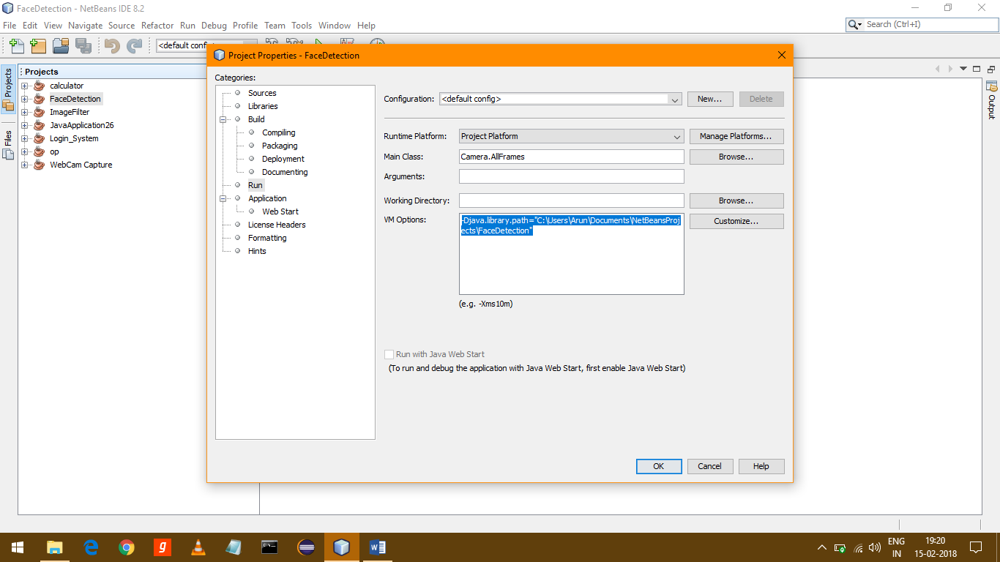 FaceDetection - NetBeans IDE 8.2
File Edit View Navigate Source Refactor Run Debug Profile Team Tools Window Help
Search (Ctrl+I)
<default config>
Project Properties - FaceDetection
Projects
Files
Projects
calculator
FaceDetection
ImageFilter
JavaApplication26
Login_System
op
WebCam Capture
Output
Categories:
Sources
Libraries
Build
Compiling
Packaging
Deployment
Documenting
Run
Application
Web Start
License Headers
Formatting
Hints
Configuration: <default config> New... Delete
Runtime Platform: Project Platform Manage Platforms...
Main Class: Camera.AllFrames Browse...
Arguments:
Working Directory: Browse...
VM Options: -Djava.library.path="C:\Users\Arun\Documents\NetBeansProj
ects\FaceDetection" Customize...
(e.g. -Xms10m)
Run with Java Web Start
(To run and debug the application with Java Web Start, first enable Java Web Start)
OK Cancel Help
g
W
ENG
IN
19:20
15-02-2018